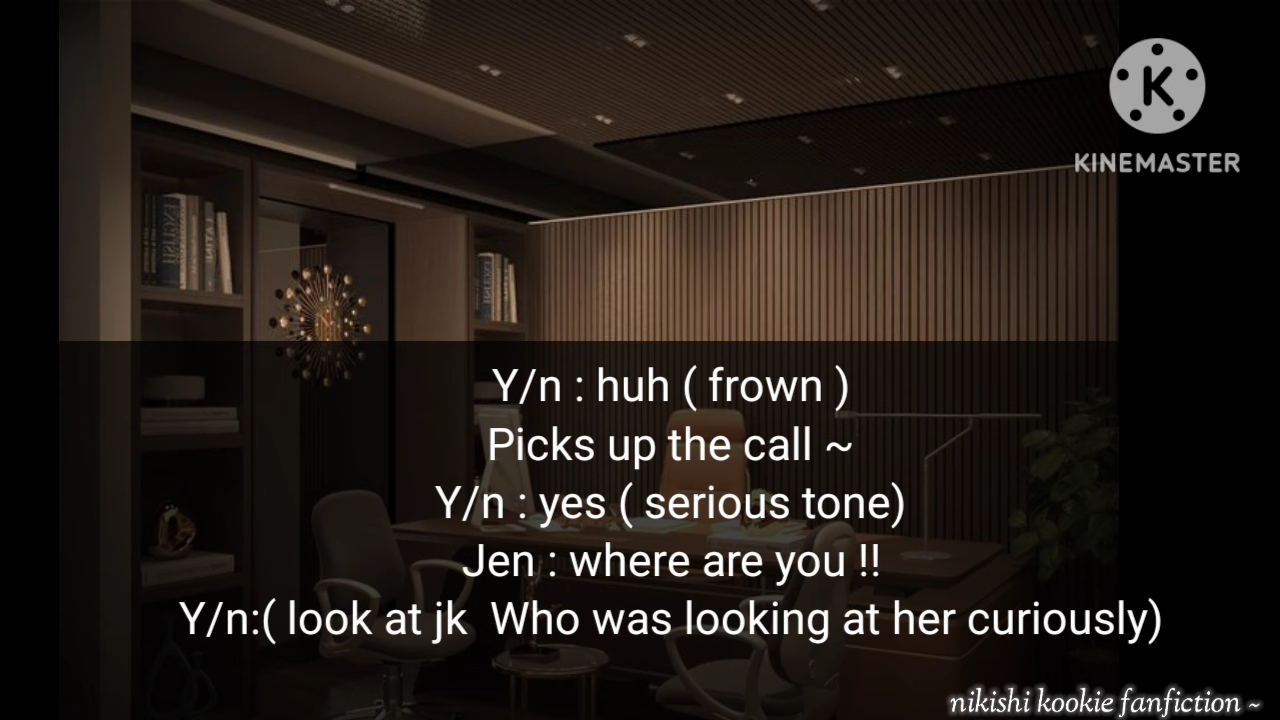 KINEMASTER
Y/n : huh ( frown )
Picks up the call ~
Y/n : yes ( serious tone)
Jen : where are you !!
Y/n:( look at jk  Who was looking at her curiously)
nikishi kookie fanfiction ~